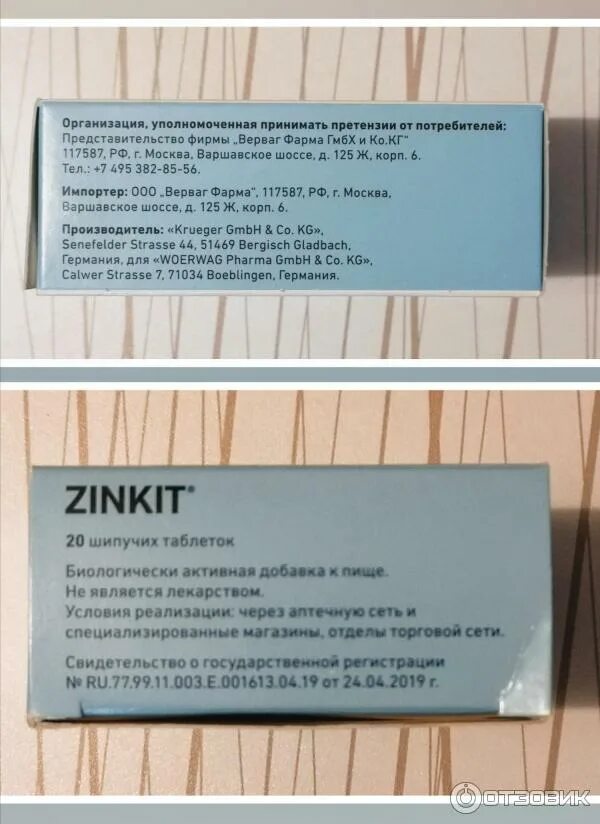 Организация, уполномоченная принимать претензии от потребителей:
Представительство фирмы „Верваг Фарма ГмбХ и Ко.КГ"
117587, РФ, г. Москва, Варшавское шоссе, д. 125 Ж, корп. 6.
Тел.: +7 495 382-85-56.
Импортер: ООО „Верваг Фарма", 117587, РФ, г. Москва,
Варшавское шоссе, д. 125 Ж, корп. 6.
Производитель: «Krueger GmbH & Co. KG»,
Senefelder Strasse 44, 51469 Bergisch Gladbach,
Германия, для «WOERWAG Pharma GmbH & Co. KG»,
Calwer Strasse 7, 71034 Boeblingen, Германия.
ZINKIT®
20 шипучих таблеток
Биологически активная добавка к пище.
Не является лекарством.
Условия реализации: через аптечную сеть и
специализированные магазины, отделы торговой сети.
Свидетельство о государственной регистрации
№ RU.77.99.11.003.E.001613.04.19 от 24.04.2019 г.
ОТЗОВИК